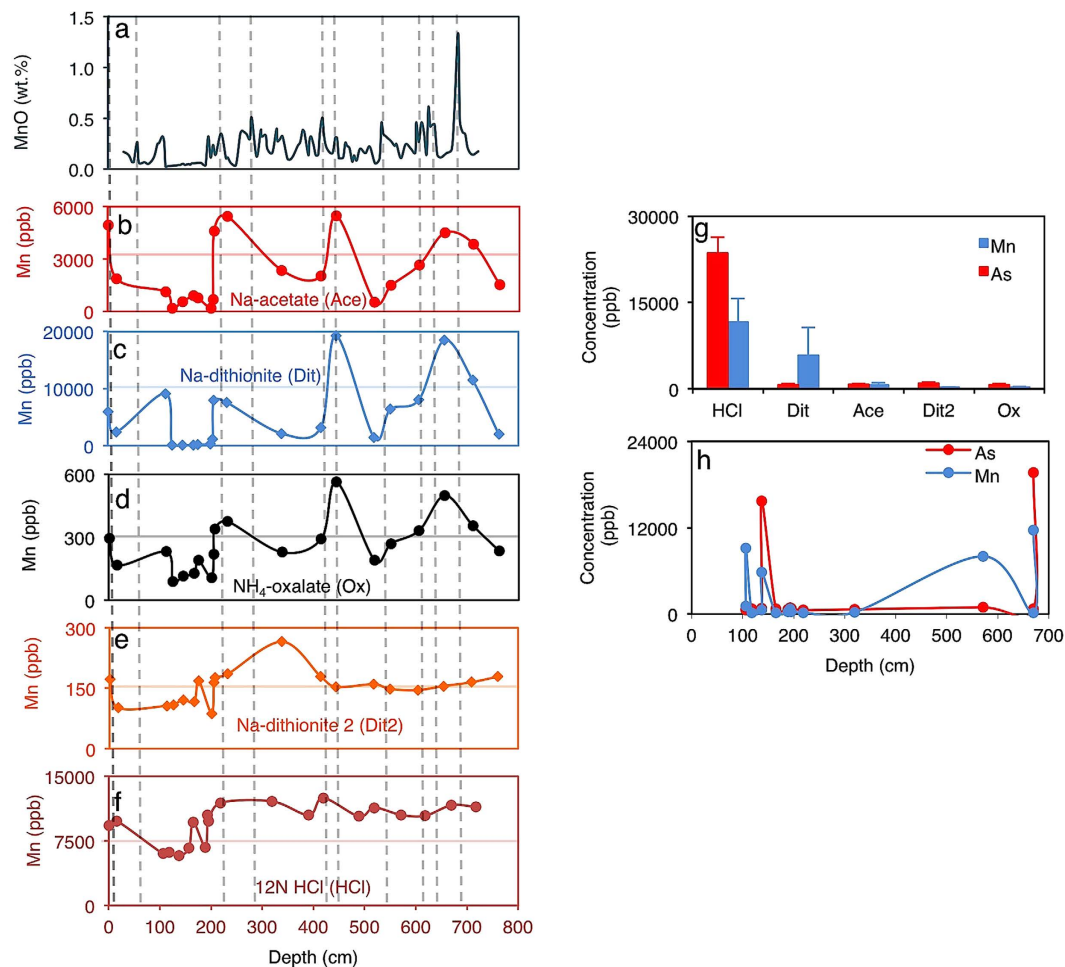 a
1.5
1.0
0.5
0.0
MnO (wt.%)
b
6000
3000
0
Mn (ppb)
Na-acetate (Ace)
c
20000
10000
0
Mn (ppb)
Na-dithionite (Dit)
d
600
300
0
Mn (ppb)
NH4-oxalate (Ox)
e
300
150
0
Mn (ppb)
Na-dithionite 2 (Dit2)
f
15000
7500
0
Mn (ppb)
12N HCl (HCl)
0 100 200 300 400 500 600 700 800
Depth (cm)
g
30000
15000
0
Concentration
(ppb)
Mn
As
HCl Dit Ace Dit2 Ox
h
24000
12000
0
Concentration
(ppb)
As
Mn
0 100 200 300 400 500 600 700
Depth (cm)